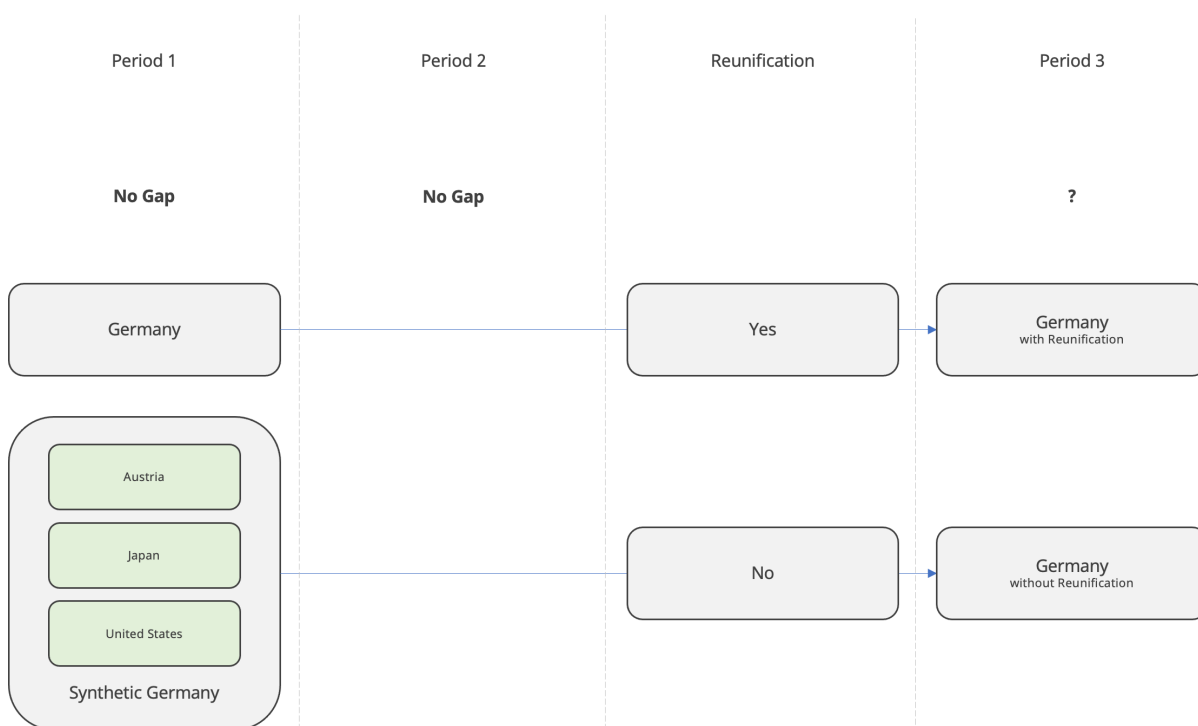 Period 1
Period 2
Reunification
Period 3
No Gap
No Gap
?
Germany
Yes
Germany
with Reunification
Austria
Japan
United States
Synthetic Germany
No
Germany
without Reunification